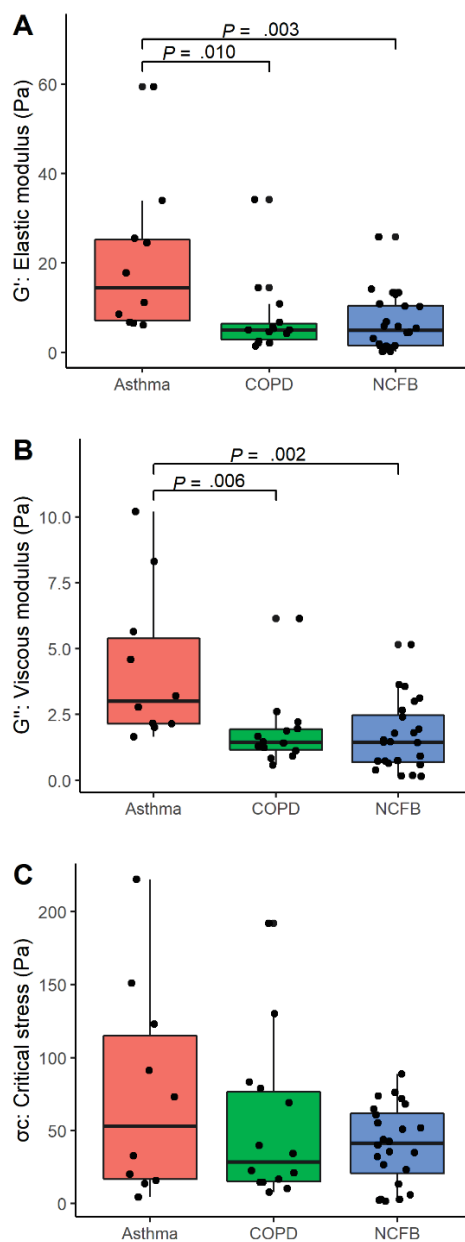 A
P = .003
P = .010
G': Elastic modulus (Pa)
60
40
20
0
Asthma COPD NCFB
B
P = .002
P = .006
G'': Viscous modulus (Pa)
10.0
7.5
5.0
2.5
0.0
Asthma COPD NCFB
C
σc: Critical stress (Pa)
200
150
100
50
0
Asthma COPD NCFB